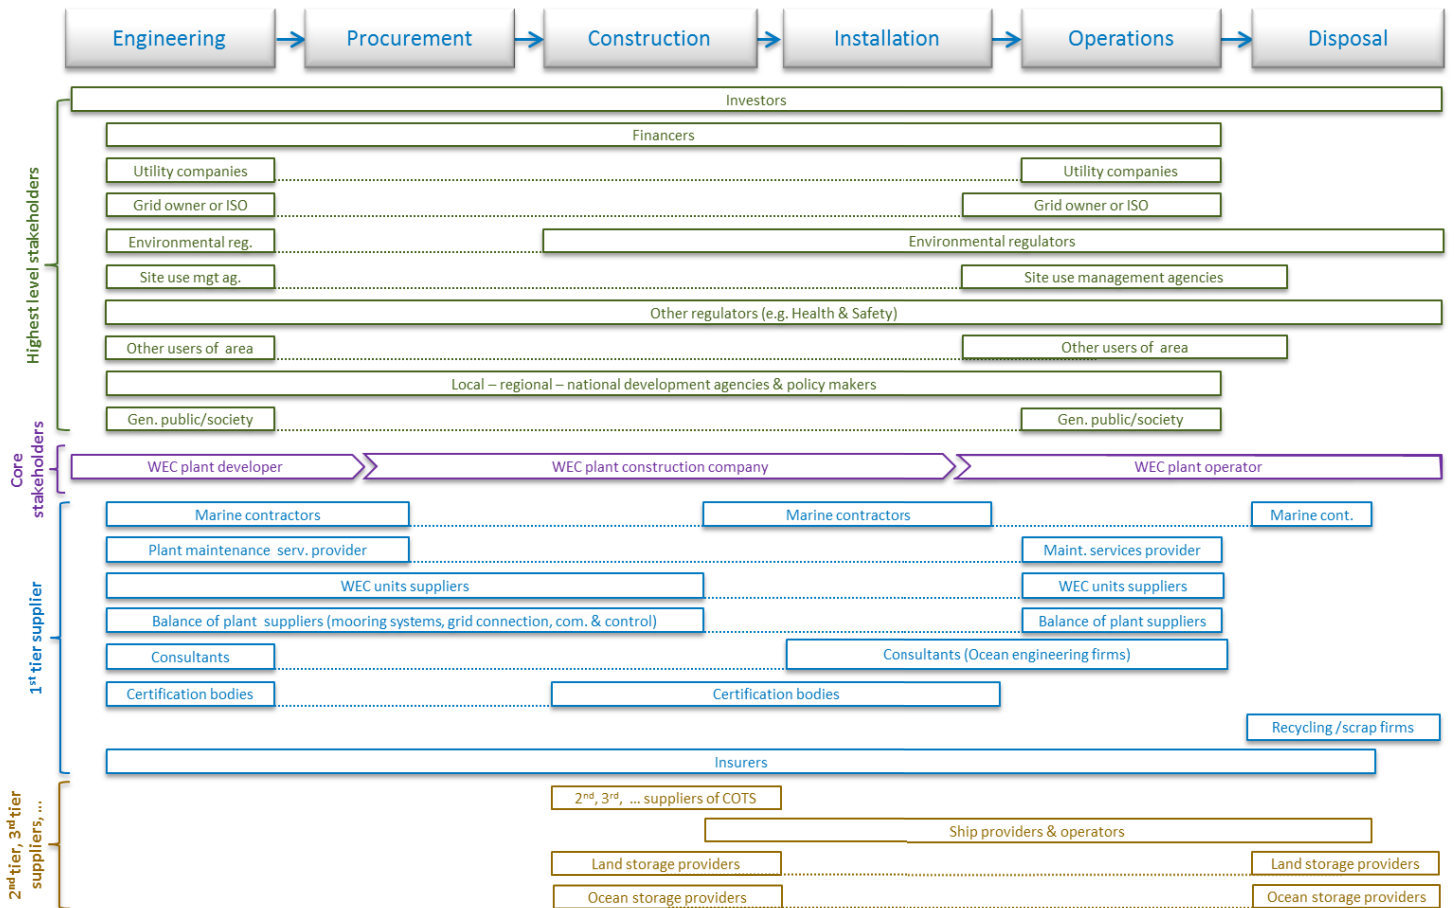 Engineering Procurement Construction Installation Operations Disposal
Highest level stakeholders
Investors
Financers
Utility companies Utility companies
Grid owner or ISO Grid owner or ISO
Environmental reg. Environmental regulators
Site use mgt ag. Site use management agencies
Other regulators (e.g. Health & Safety)
Other users of area Other users of area
Local – regional – national development agencies & policy makers
Gen. public/society Gen. public/society
Core
stakeholders
WEC plant developer WEC plant construction company WEC plant operator
1st tier supplier
Marine contractors Marine contractors Marine cont.
Plant maintenance serv. provider Maint. services provider
WEC units suppliers WEC units suppliers
Balance of plant suppliers (mooring systems, grid connection, com. & control) Balance of plant suppliers
Consultants Consultants (Ocean engineering firms)
Certification bodies Certification bodies
Recycling /scrap firms
Insurers
2nd tier, 3rd tier
suppliers, ...
2nd, 3rd, ... suppliers of COTS
Ship providers & operators
Land storage providers Land storage providers
Ocean storage providers Ocean storage providers